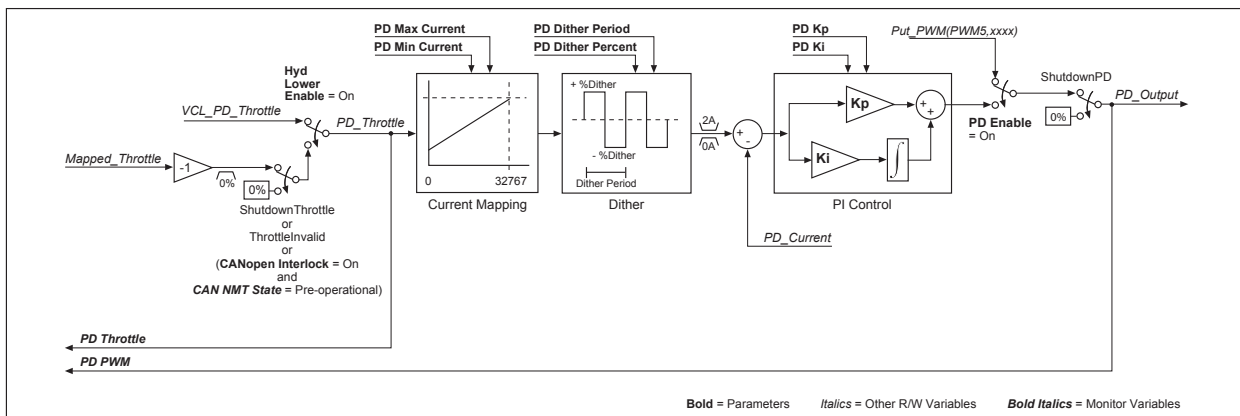 PD Max Current
PD Min Current
PD Dither Period
PD Dither Percent
PD Kp
PD Ki
Put_PWM(PWM5,xxxx)
Hyd
Lower
Enable = On
VCL_PD_Throttle
PD_Throttle
Mapped_Throttle
-1
0%
0%
ShutdownThrottle
or
ThrottleInvalid
or
(CANopen Interlock = On
and
CAN NMT State = Pre-operational)
0
32767
Current Mapping
+ %Dither
- %Dither
Dither Period
Dither
2A
0A
+
-
PD_Current
Kp
Ki
∫
+
+
PI Control
PD Enable
= On
ShutdownPD
0%
PD_Output
PD Throttle
PD PWM
Bold = Parameters Italics = Other R/W Variables Bold Italics = Monitor Variables